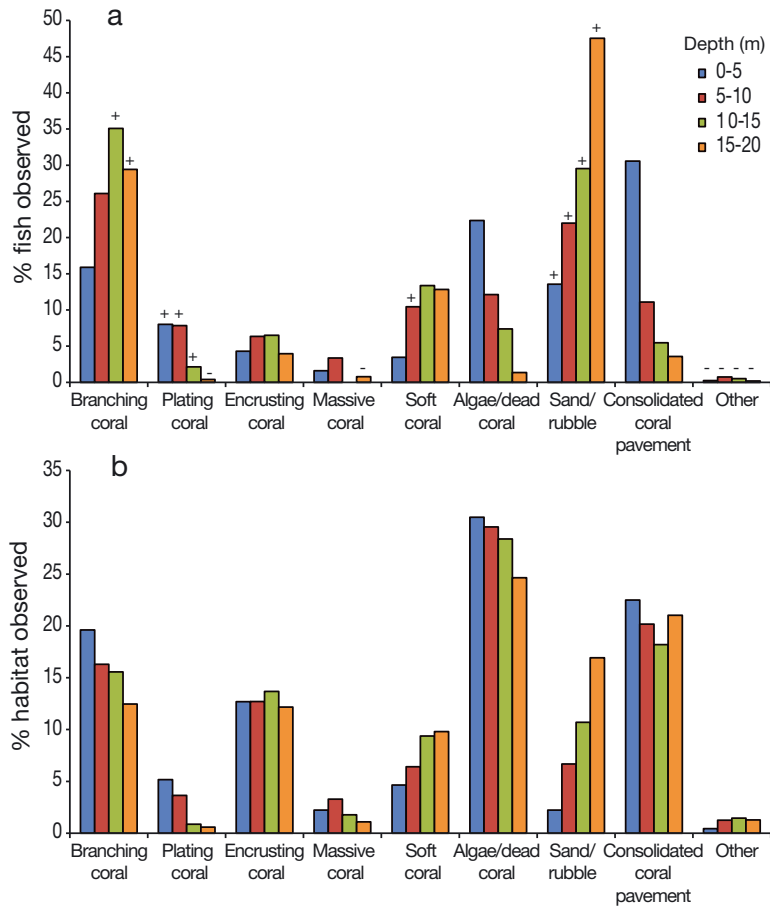 a
% fish observed
50
45
40
35
30
25
20
15
10
5
0
Depth (m)
0-5
5-10
10-15
15-20
+
+
+ +
+
-
-
+
+
+
+
+
- - - -
Branching coral
Plating coral
Encrusting coral
Massive coral
Soft coral
Algae/dead coral
Sand/ rubble
Consolidated coral pavement
Other
b
% habitat observed
35
30
25
20
15
10
5
0
Branching coral
Plating coral
Encrusting coral
Massive coral
Soft coral
Algae/dead coral
Sand/ rubble
Consolidated coral pavement
Other